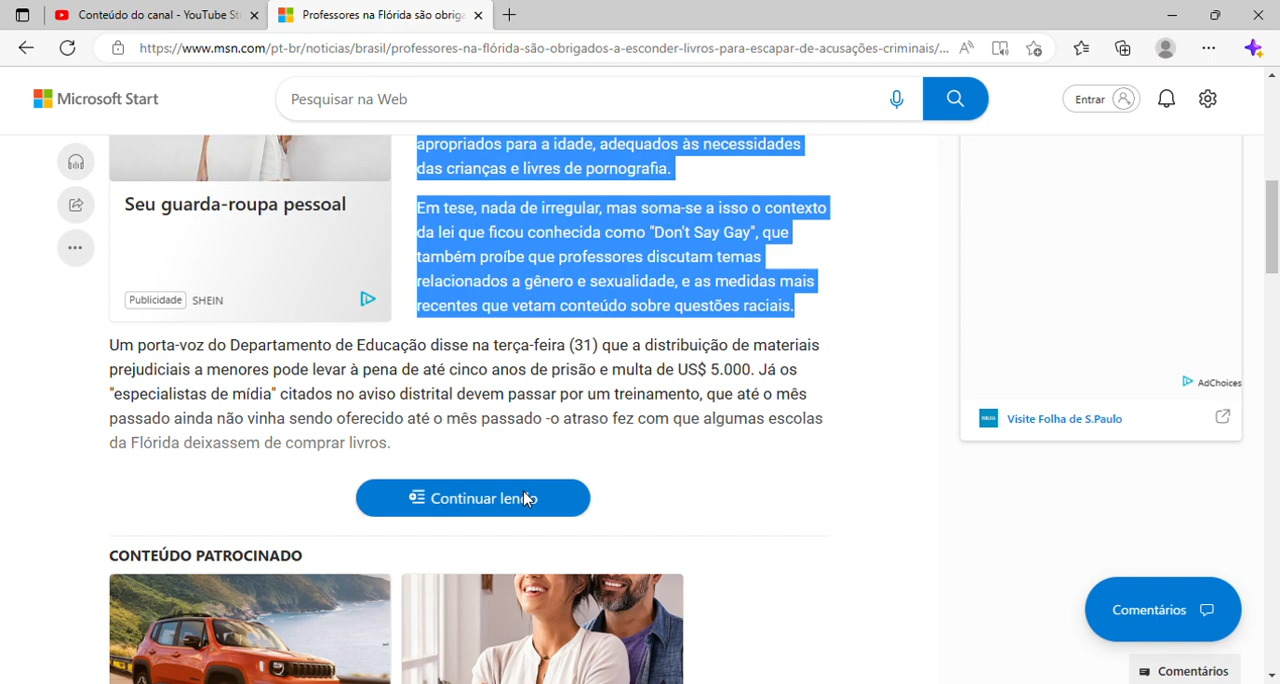 Conteúdo do canal - YouTube St
Professores na Flórida são obriga
https://www.msn.com/pt-br/noticias/brasil/professores-na-flórida-são-obrigados-a-esconder-livros-para-escapar-de-acusações-criminais/...
Microsoft Start
Pesquisar na Web
Entrar
apropriados para a idade, adequados às necessidades
das crianças e livres de pornografia.
Seu guarda-roupa pessoal
Publicidade SHEIN
Em tese, nada de irregular, mas soma-se a isso o contexto
da lei que ficou conhecida como "Don't Say Gay", que
também proíbe que professores discutam temas
relacionados a gênero e sexualidade, e as medidas mais
recentes que vetam conteúdo sobre questões raciais.
Um porta-voz do Departamento de Educação disse na terça-feira (31) que a distribuição de materiais
prejudiciais a menores pode levar à pena de até cinco anos de prisão e multa de US$ 5.000. Já os
"especialistas de mídia" citados no aviso distrital devem passar por um treinamento, que até o mês
passado ainda não vinha sendo oferecido até o mês passado -o atraso fez com que algumas escolas
da Flórida deixassem de comprar livros.
AdChoices
Visite Folha de S.Paulo
Continuar lendo
CONTEÚDO PATROCINADO
Comentários
Comentários